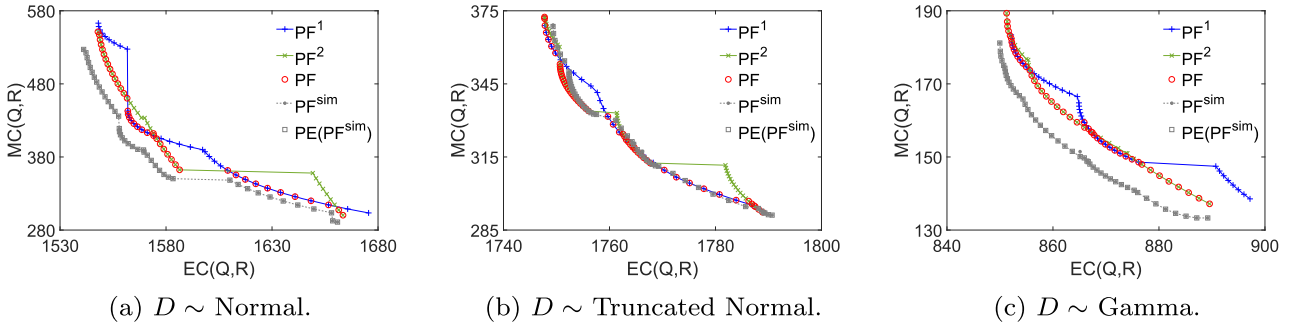 MC(Q,R)
580
480
380
280
1530
1580
1630
1680
EC(Q,R)
PF¹
PF²
PF
PFˢⁱᵐ
PE(PFˢⁱᵐ)
(a) D ∼ Normal.
MC(Q,R)
375
345
315
285
1740
1760
1780
1800
EC(Q,R)
PF¹
PF²
PF
PFˢⁱᵐ
PE(PFˢⁱᵐ)
(b) D ∼ Truncated Normal.
MC(Q,R)
190
170
150
130
840
860
880
900
EC(Q,R)
PF¹
PF²
PF
PFˢⁱᵐ
PE(PFˢⁱᵐ)
(c) D ∼ Gamma.